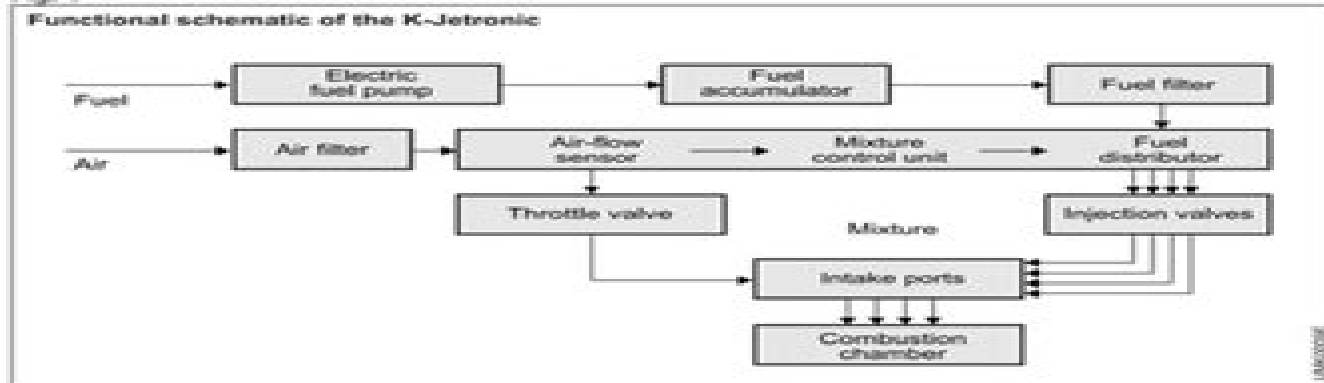 Functional schematic of the K-Jetronic
Electric
fuel pump
Fuel
accumulator
Fuel filter
Fuel
Air filter
Air-flow
sensor
Mixture
control unit
Fuel
distributor
Air
Throttle valve
Injection valves
Mixture
Intake ports
Combustion
chamber